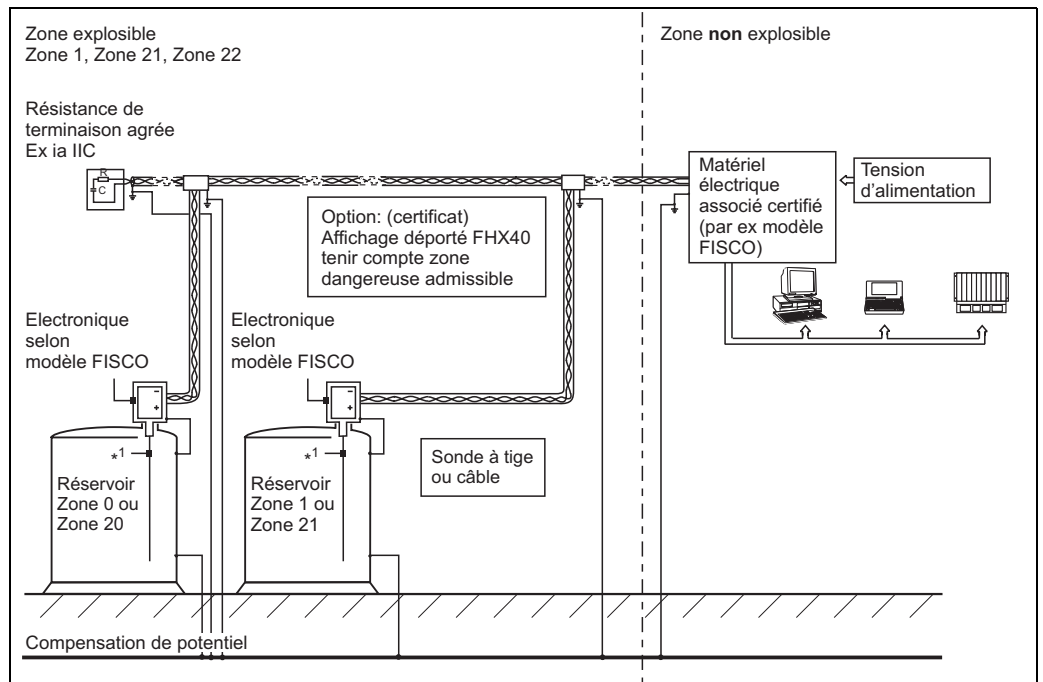 Zone explosible
Zone 1, Zone 21, Zone 22
Zone non explosible
Résistance de
terminaison agrée
Ex ia IIC
R
C
Matériel
électrique
associé certifié
(par ex modèle
FISCO)
Tension
d'alimentation
Option: (certificat)
Affichage déporté FHX40
tenir compte zone
dangereuse admissible
Electronique
selon
modèle FISCO
Electronique
selon
modèle FISCO
–
+
–
+
*1
*1
Réservoir
Zone 0 ou
Zone 20
Réservoir
Zone 1 ou
Zone 21
Sonde à tige
ou câble
Compensation de potentiel